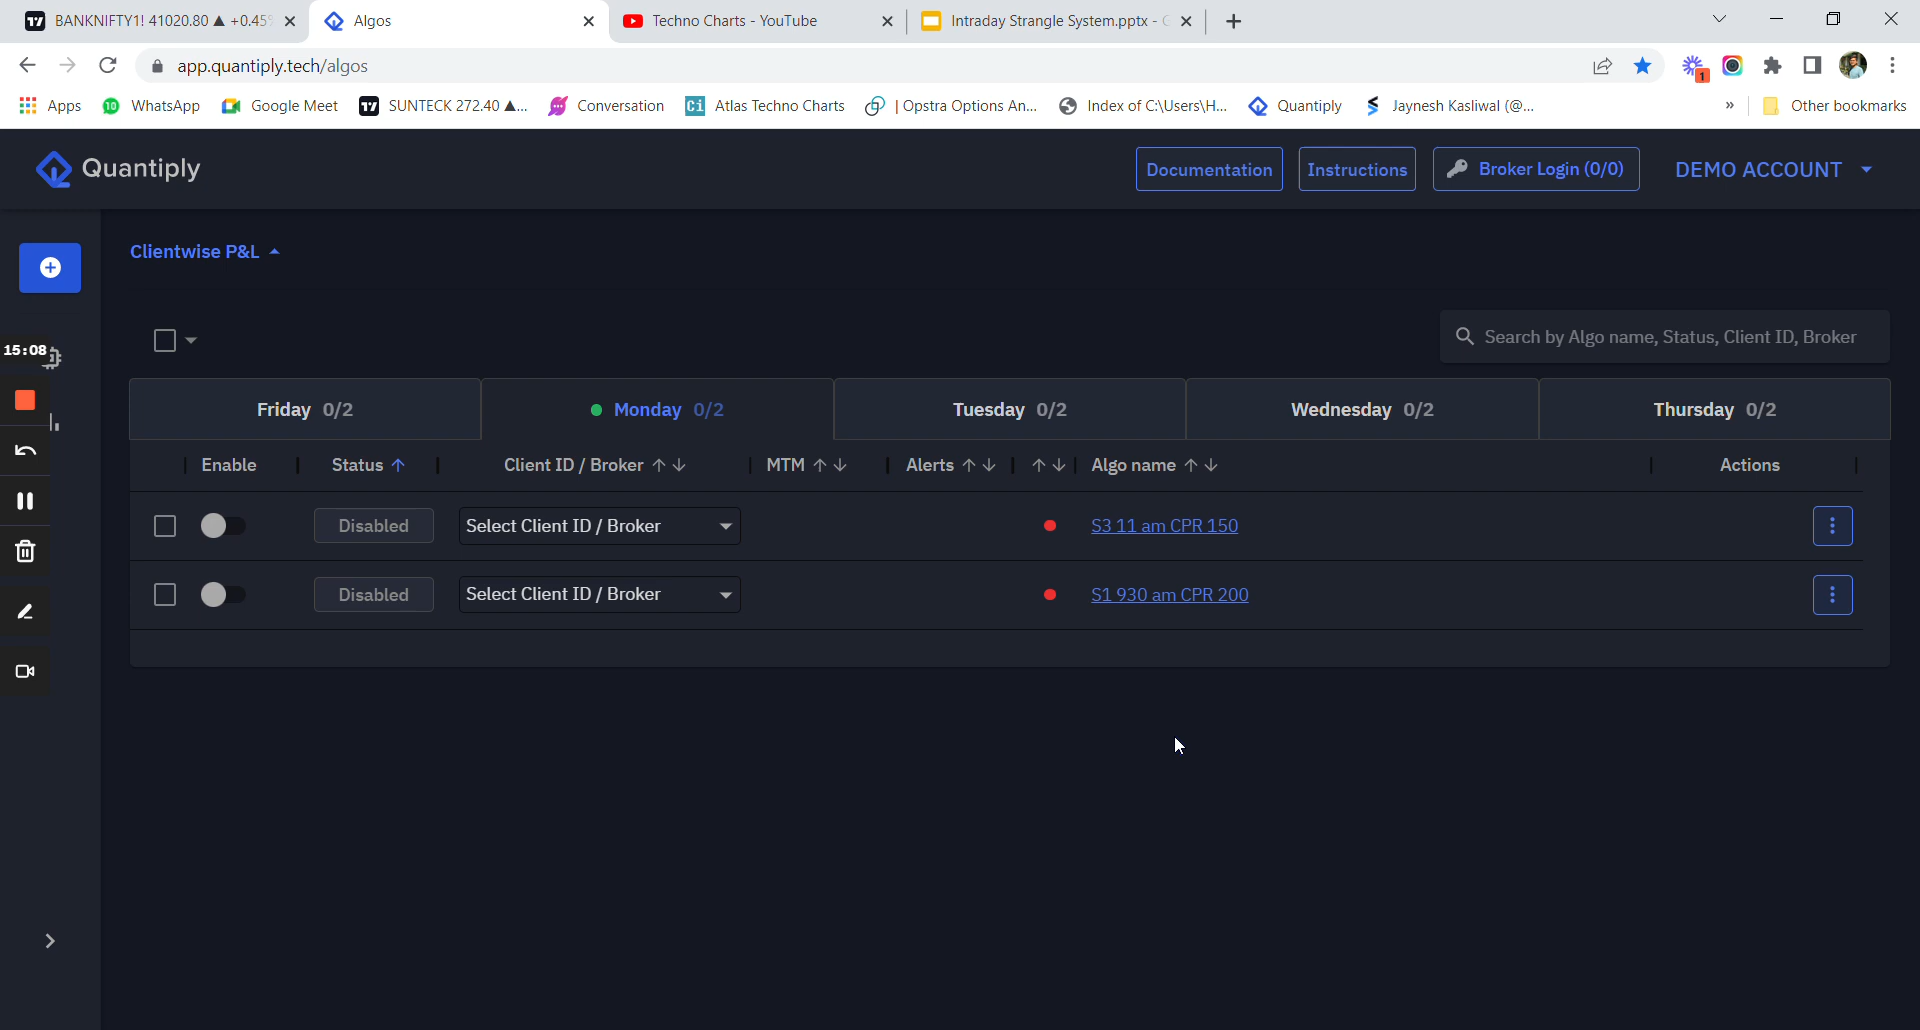 BANKNIFTY1! 41020.80 ▲ +0.45%
Algos
Techno Charts - YouTube
Intraday Strangle System.pptx -
app.quantiply.tech/algos
1
Apps
10
WhatsApp
Google Meet
SUNTECK 272.40 ▲...
Conversation
Ci
Atlas Techno Charts
| Opstra Options An...
Index of C:\Users\H...
Quantiply
Jaynesh Kasliwal (@...
»
Other bookmarks
Quantiply
Documentation
Instructions
Broker Login (0/0)
DEMO ACCOUNT
Clientwise P&L
15:08
Search by Algo name, Status, Client ID, Broker
Friday 0/2
Monday 0/2
Tuesday 0/2
Wednesday 0/2
Thursday 0/2
Enable
Status ↑
Client ID / Broker ↑↓
MTM ↑↓
Alerts ↑↓
↑↓
Algo name ↑↓
Actions
Disabled
Select Client ID / Broker
S3 11 am CPR 150
Disabled
Select Client ID / Broker
S1 930 am CPR 200